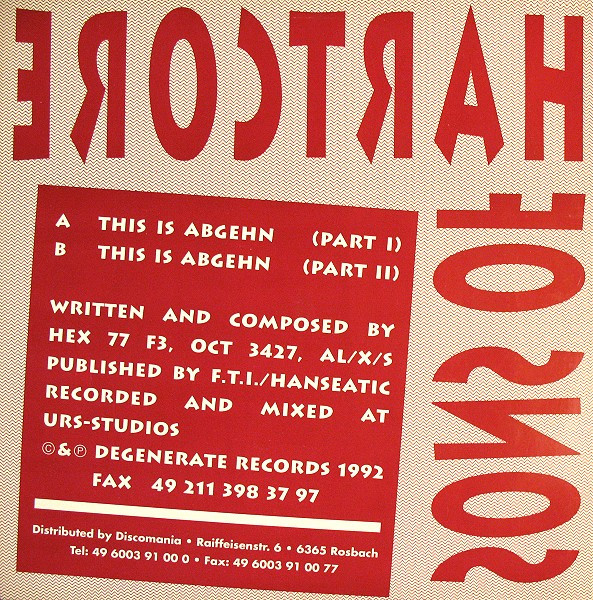 SONS OF
HARTCORE
A THIS IS ABGEHN (PART I)
B THIS IS ABGEHN (PART II)
WRITTEN AND COMPOSED BY
HEX 77 F3, OCT 3427, AL/X/S
PUBLISHED BY F.T.I./HANSEATIC
RECORDED AND MIXED AT
URS-STUDIOS
©&℗ DEGENERATE RECORDS 1992
FAX 49 211 398 37 97
Distributed by Discomania • Raiffeisenstr. 6 • 6365 Rosbach
Tel: 49 6003 91 00 0 • Fax: 49 6003 91 00 77